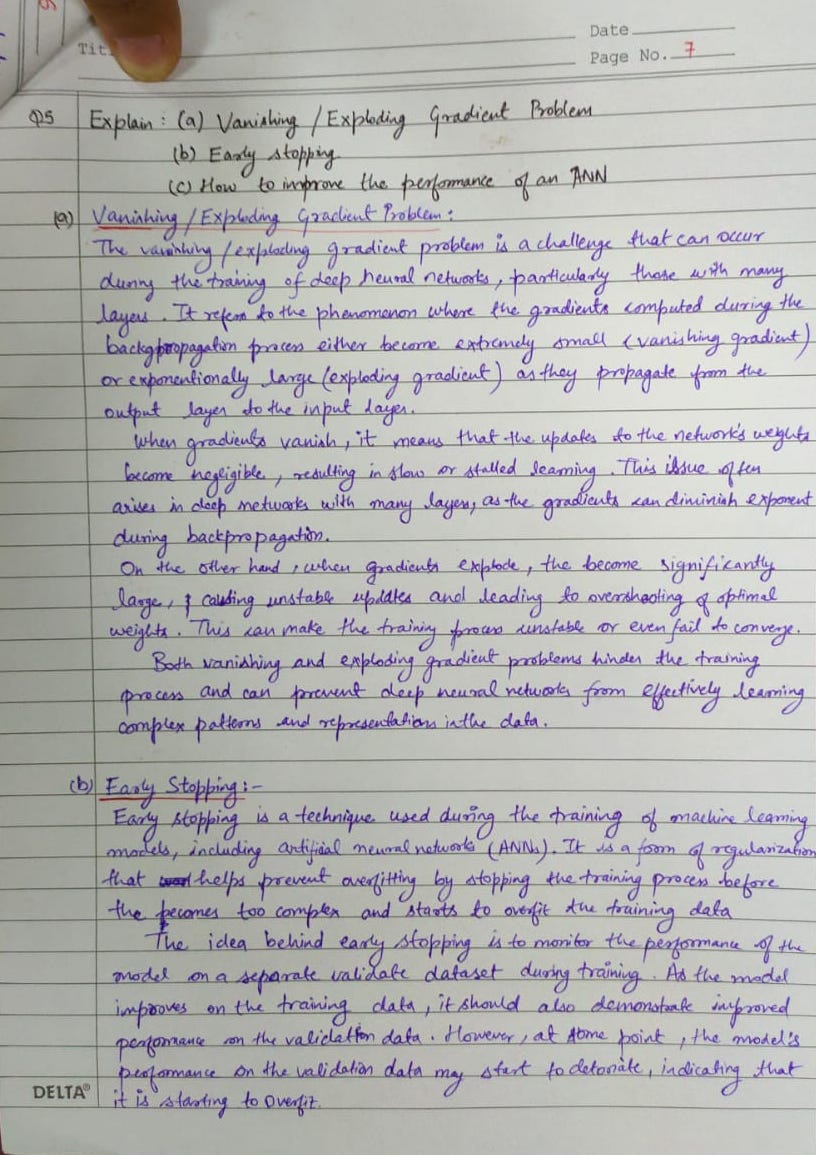 Tit
Date
Page No. 7
Q5 Explain : (a) Vanishing / Exploding Gradient Problem
(b) Early stopping
(c) How to improve the performance of an ANN
(a) Vanishing / Exploding Gradient Problem :
The vanishing / exploding gradient problem is a challenge that can occur
during the training of deep neural networks, particularly those with many
layers. It refers to the phenomenon where the gradients computed during the
backpropagation process either become extremely small (vanishing gradient)
or exponentionally large (exploding gradient) as they propagate from the
output layer to the input layer.
When gradients vanish, it means that the updates to the network's weights
become negligible, resulting in slow or stalled learning. This issue often
arises in deep networks with many layers, as the gradients can diminish exponent
during backpropagation.
On the other hand, when gradients explode, the become significantly
large, causing unstable updates and leading to overshooting of optimal
weights. This can make the training process unstable or even fail to converge.
Both vanishing and exploding gradient problems hinder the training
process and can prevent deep neural networks from effectively learning
complex patterns and representations in the data.
(b) Early Stopping :-
Early stopping is a technique used during the training of machine learning
models, including artificial neural networks (ANNs). It is a form of regularization
that helps prevent overfitting by stopping the training process before
the becomes too complex and starts to overfit the training data
The idea behind early stopping is to monitor the performance of the
model on a separate validate dataset during training. As the model
improves on the training data, it should also demonstrate improved
performance on the validation data. However, at some point, the model's
performance on the validation data may start to detoriate, indicating that
DELTA® it is starting to overfit.